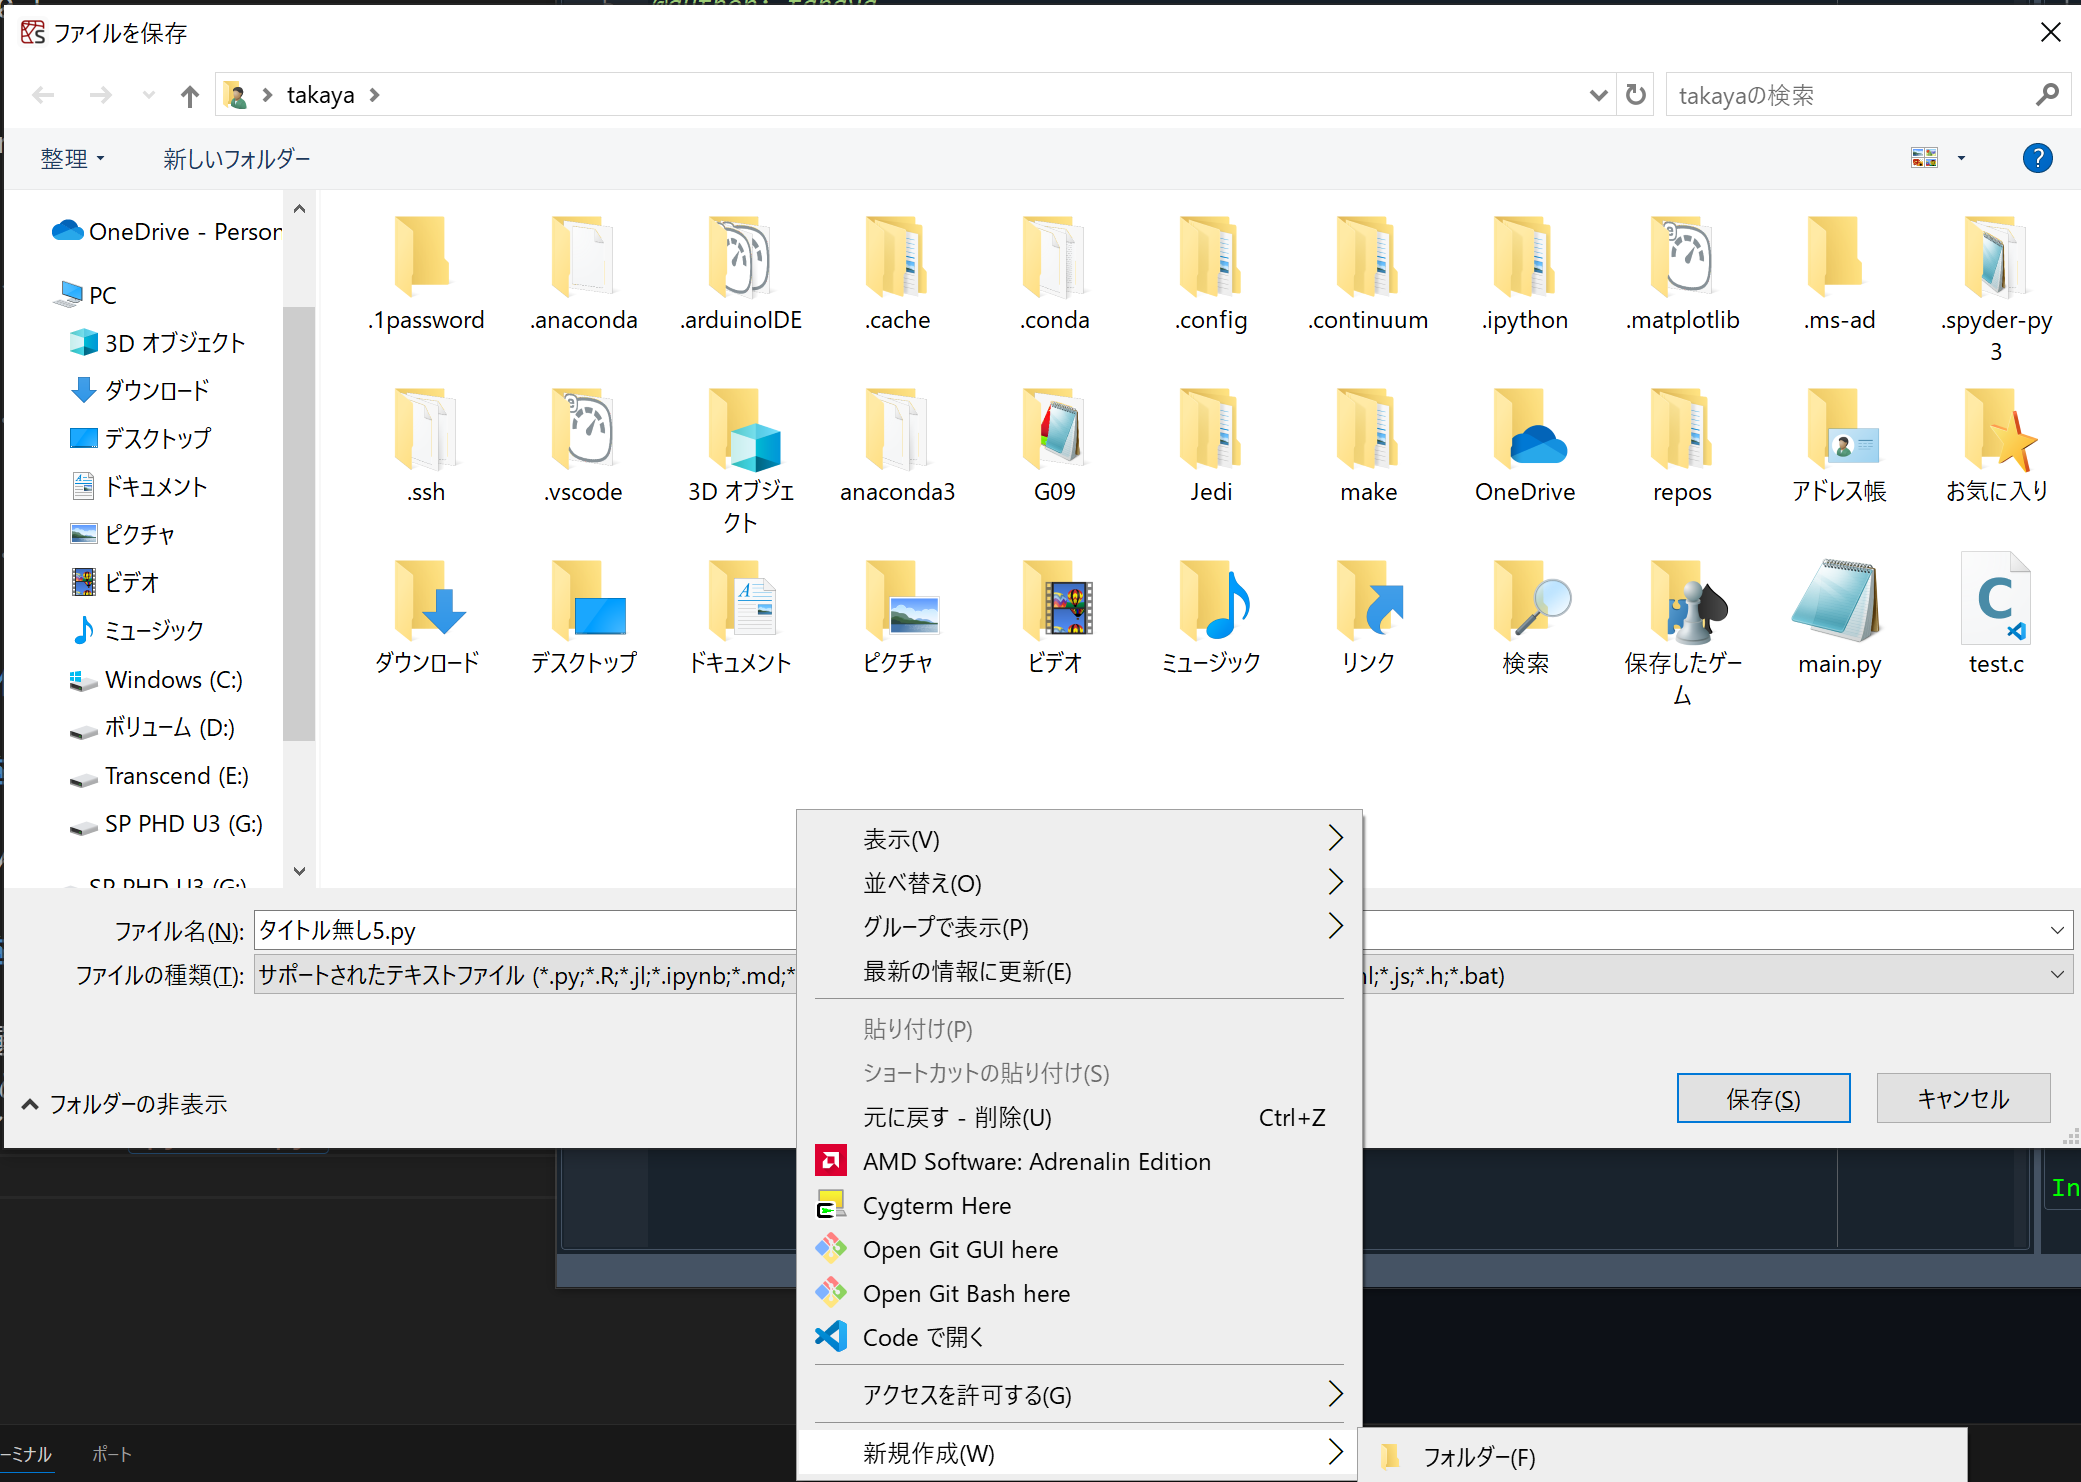 ファイルを保存
takaya
takayaの検索
整理
新しいフォルダー
OneDrive - Person
PC
3D オブジェクト
ダウンロード
デスクトップ
ドキュメント
ピクチャ
ビデオ
ミュージック
Windows (C:)
ボリューム (D:)
Transcend (E:)
SP PHD U3 (G:)
SP PHD U3 (G:)
.1password
.anaconda
.arduinoIDE
.cache
.conda
.config
.continuum
.ipython
.matplotlib
.ms-ad
.spyder-py
3
.ssh
.vscode
3D オブジェ
クト
anaconda3
G09
Jedi
make
OneDrive
repos
アドレス帳
お気に入り
ダウンロード
デスクトップ
ドキュメント
ピクチャ
ビデオ
ミュージック
リンク
検索
保存したゲー
ム
main.py
test.c
ファイル名(N):
タイトル無し5.py
ファイルの種類(T):
サポートされたテキストファイル (*.py;*.R;*.jl;*.ipynb;*.md;*
l;*.js;*.h;*.bat)
フォルダーの非表示
保存(S)
キャンセル
表示(V)
並べ替え(O)
グループで表示(P)
最新の情報に更新(E)
貼り付け(P)
ショートカットの貼り付け(S)
元に戻す - 削除(U) Ctrl+Z
AMD Software: Adrenalin Edition
Cygterm Here
Open Git GUI here
Open Git Bash here
Code で開く
アクセスを許可する(G)
新規作成(W)
フォルダー(F)
In
ーミナル
ポート